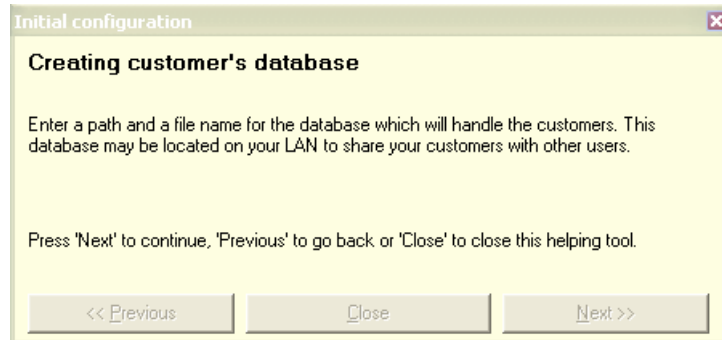 Initial configuration
Creating customer's database
Enter a path and a file name for the database which will handle the customers. This
database may be located on your LAN to share your customers with other users.
Press 'Next' to continue, 'Previous' to go back or 'Close' to close this helping tool.
<< Previous Close Next >>